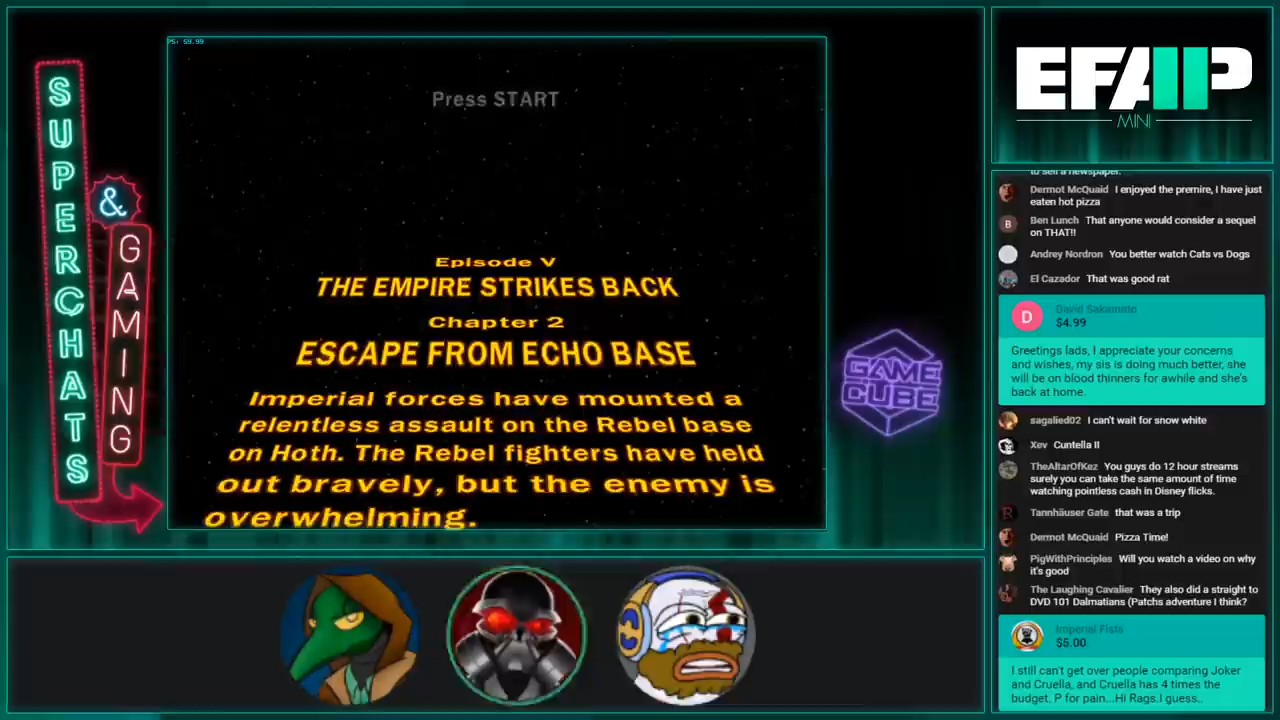 SUPERCHATS
&
GAMING
PS: 59.99
Press START
Episode V
THE EMPIRE STRIKES BACK
Chapter 2
ESCAPE FROM ECHO BASE
Imperial forces have mounted a
relentless assault on the Rebel base
on Hoth. The Rebel fighters have held
out bravely, but the enemy is
overwhelming.
GAME
CUBE
EFAP
MINI
to sell a newspaper.
Dermot McQuaid I enjoyed the premire, I have just
eaten hot pizza
B
Ben Lunch That anyone would consider a sequel
on THAT!!
Andrey Nordron You better watch Cats vs Dogs
El Cazador That was good rat
D
David Sakamoto
$4.99
Greetings lads, I appreciate your concerns
and wishes, my sis is doing much better, she
will be on blood thinners for awhile and she's
back at home.
sagalied02 I can't wait for snow white
Xev Cuntella II
TheAltarOfKez You guys do 12 hour streams
surely you can take the same amount of time
watching pointless cash in Disney flicks.
Tannhäuser Gate that was a trip
Dermot McQuaid Pizza Time!
PigWithPrinciples Will you watch a video on why
it's good
The Laughing Cavalier They also did a straight to
DVD 101 Dalmatians (Patchs adventure I think?
Imperial Fists
$5.00
I still can't get over people comparing Joker
and Cruella, and Cruella has 4 times the
budget. P for pain...Hi Rags.I guess..